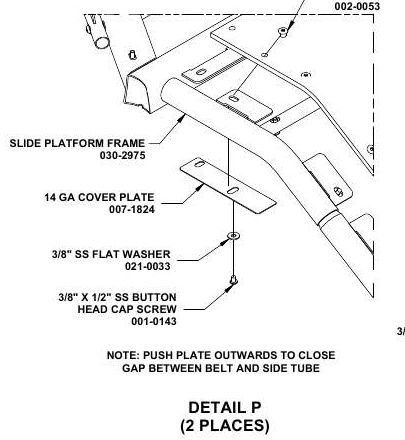 002-0053
SLIDE PLATFORM FRAME
030-2975
14 GA COVER PLATE
007-1824
3/8" SS FLAT WASHER
021-0033
3/8" X 1/2" SS BUTTON
HEAD CAP SCREW
001-0143
3/
NOTE: PUSH PLATE OUTWARDS TO CLOSE
GAP BETWEEN BELT AND SIDE TUBE
DETAIL P
(2 PLACES)